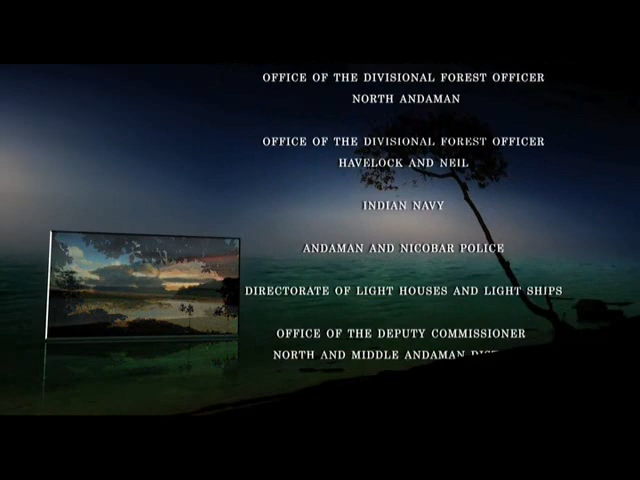 OFFICE OF THE DIVISIONAL FOREST OFFICER
NORTH ANDAMAN
OFFICE OF THE DIVISIONAL FOREST OFFICER
HAVELOCK AND NEIL
INDIAN NAVY
ANDAMAN AND NICOBAR POLICE
DIRECTORATE OF LIGHT HOUSES AND LIGHT SHIPS
OFFICE OF THE DEPUTY COMMISSIONER
NORTH AND MIDDLE ANDAMAN